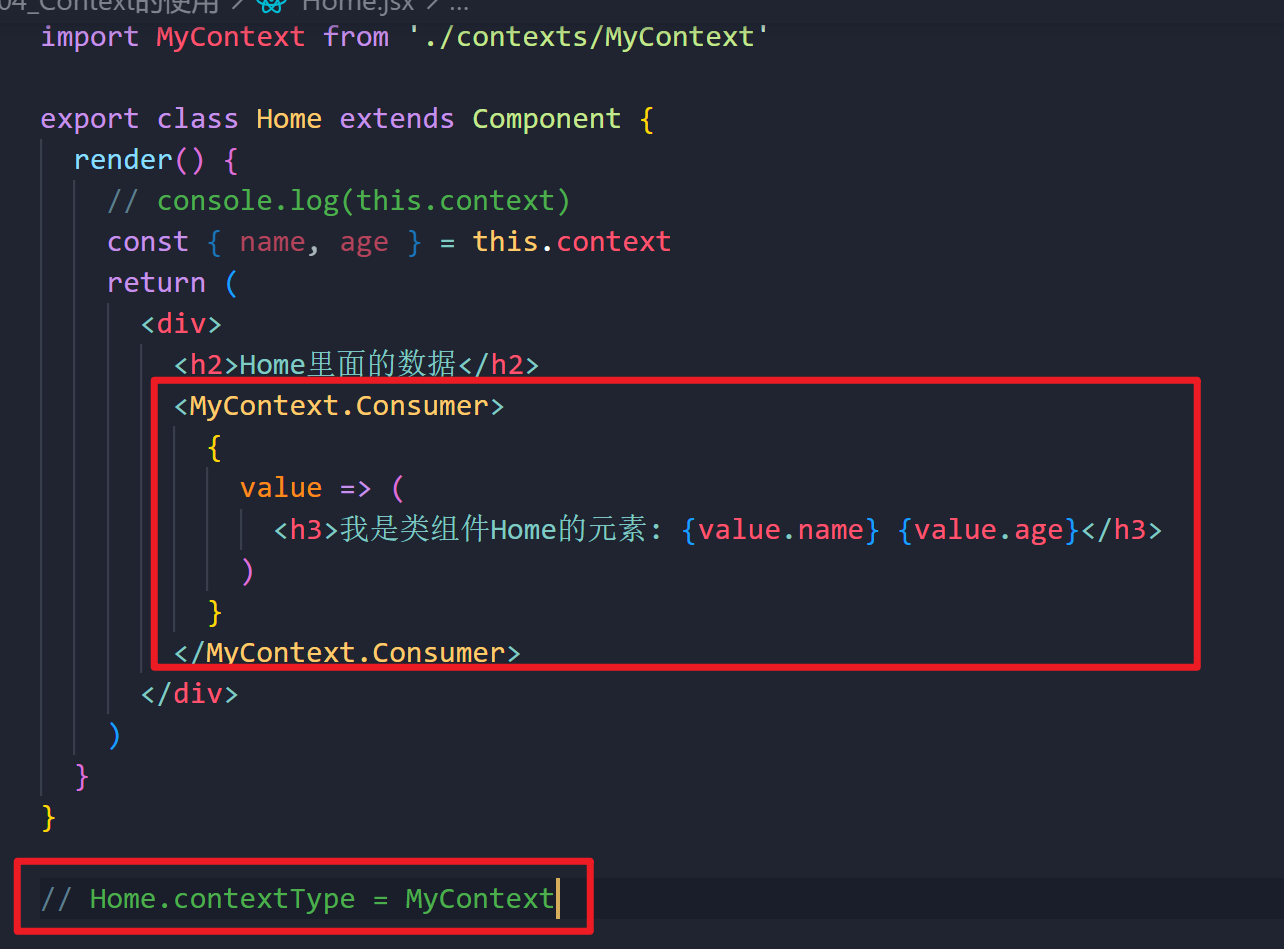 04_Context的使用 > Home.jsx > ...
import MyContext from './contexts/MyContext'
export class Home extends Component {
render() {
// console.log(this.context)
const { name, age } = this.context
return (
<div>
<h2>Home里面的数据</h2>
<MyContext.Consumer>
{
value => (
<h3>我是类组件Home的元素: {value.name} {value.age}</h3>
)
}
</MyContext.Consumer>
</div>
)
}
}
// Home.contextType = MyContext